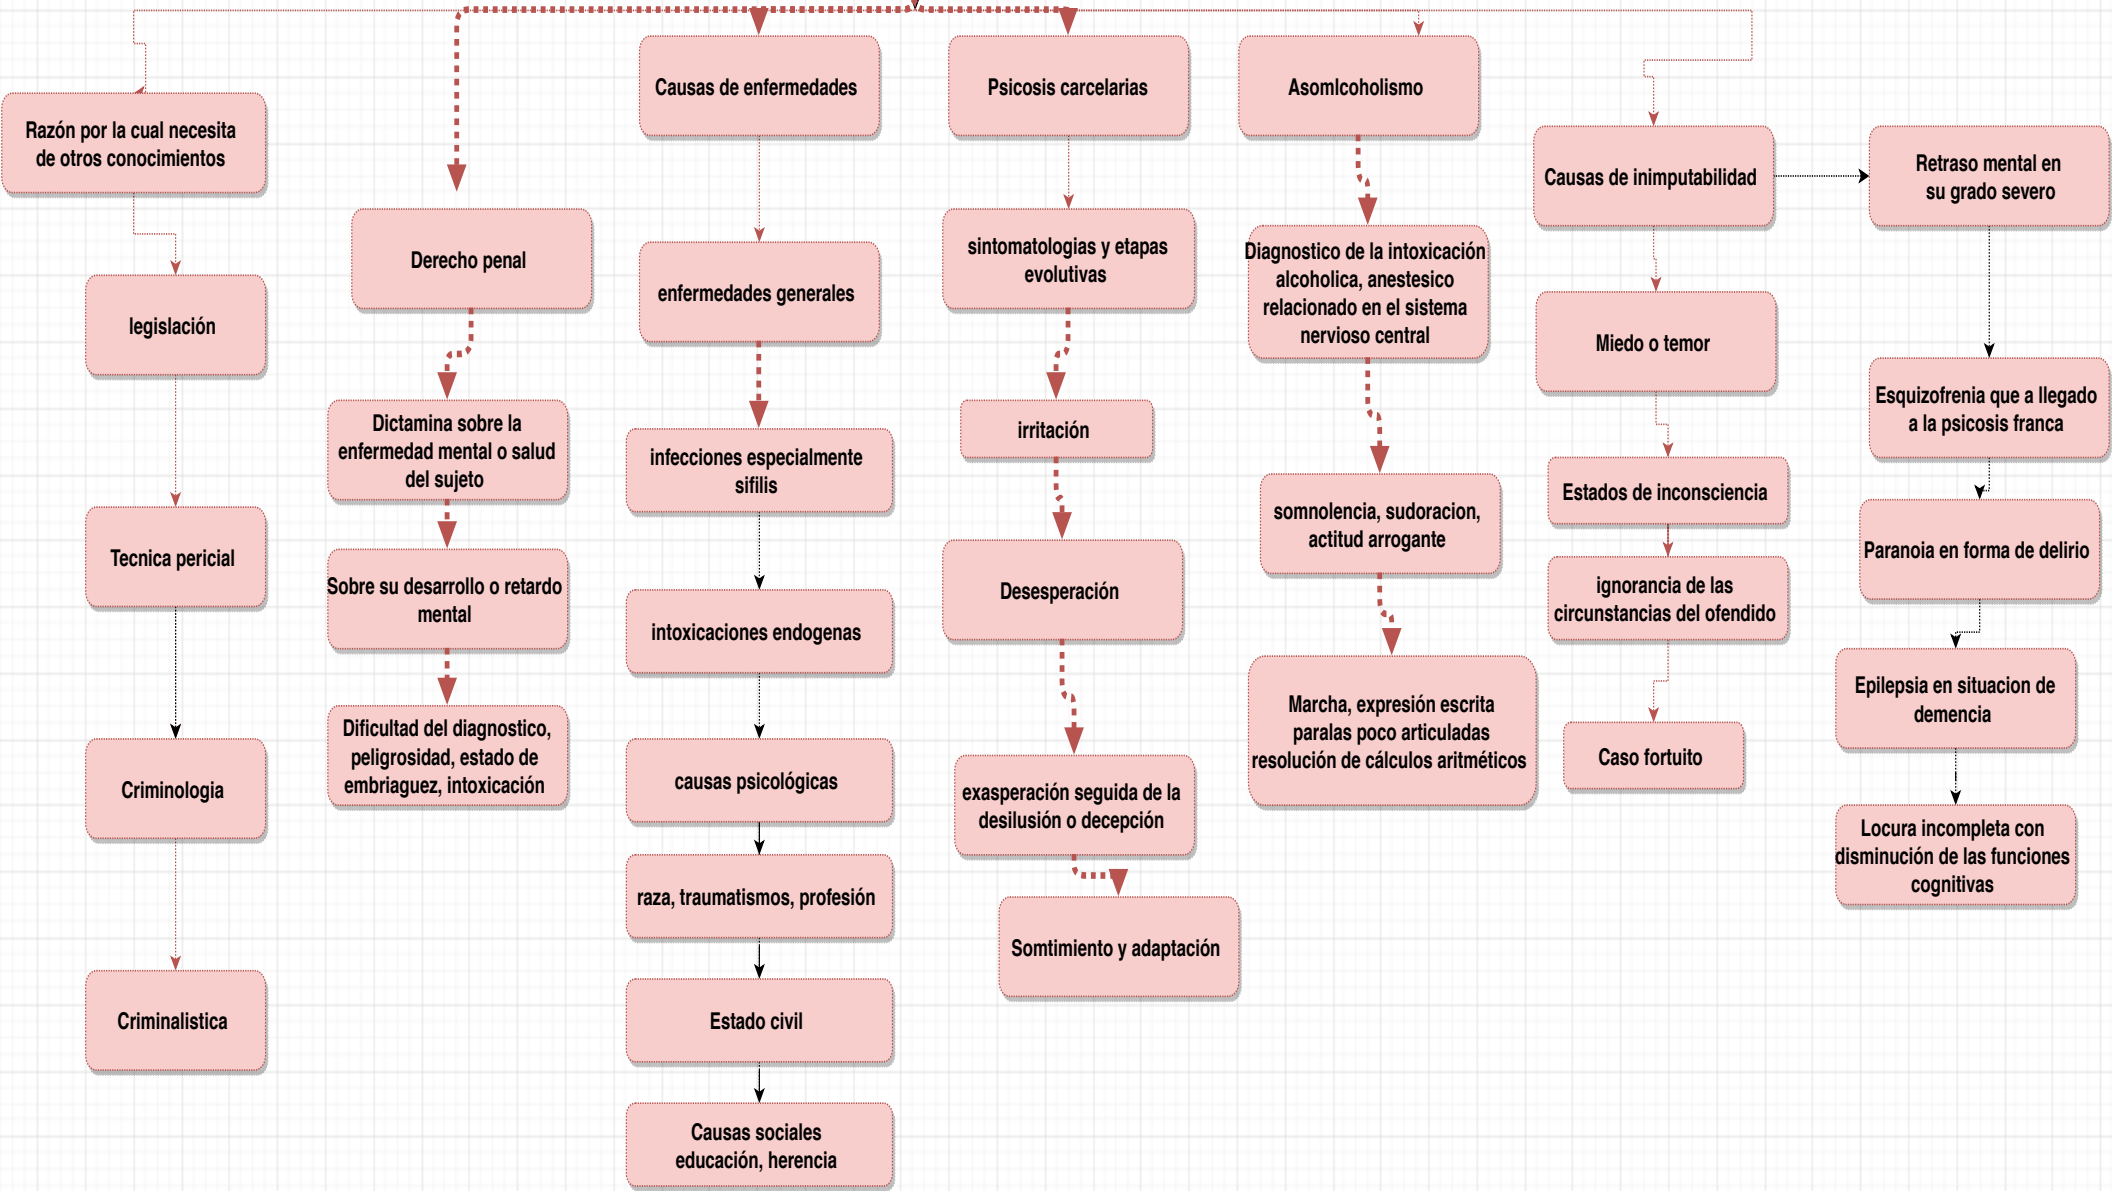 Razón por la cual necesita
de otros conocimientos
legislación
Tecnica pericial
Criminologia
Criminalistica
Derecho penal
Dictamina sobre la
enfermedad mental o salud
del sujeto
Sobre su desarrollo o retardo
mental
Dificultad del diagnostico,
peligrosidad, estado de
embriaguez, intoxicación
Causas de enfermedades
enfermedades generales
infecciones especialmente
sifilis
intoxicaciones endogenas
causas psicológicas
raza, traumatismos, profesión
Estado civil
Causas sociales
educación, herencia
Psicosis carcelarias
sintomatologias y etapas
evolutivas
irritación
Desesperación
exasperación seguida de la
desilusión o decepción
Somtimiento y adaptación
Asomlcoholismo
Diagnostico de la intoxicación
alcoholica, anestesico
relacionado en el sistema
nervioso central
somnolencia, sudoracion,
actitud arrogante
Marcha, expresión escrita
paralas poco articuladas
resolución de cálculos aritméticos
Causas de inimputabilidad
Miedo o temor
Estados de inconsciencia
ignorancia de las
circunstancias del ofendido
Caso fortuito
Retraso mental en
su grado severo
Esquizofrenia que a llegado
a la psicosis franca
Paranoia en forma de delirio
Epilepsia en situacion de
demencia
Locura incompleta con
disminución de las funciones
cognitivas